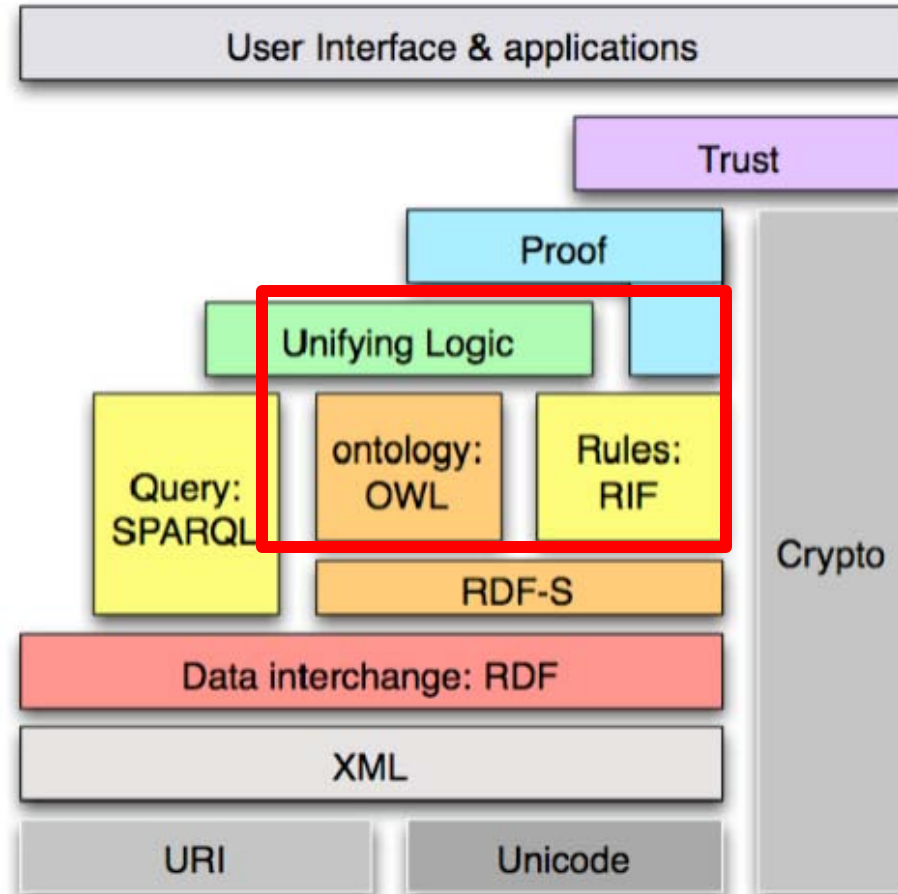 User Interface & applications
Trust
Proof
Unifying Logic
ontology:
OWL
Rules:
RIF
Query:
SPARQL
Crypto
RDF-S
Data interchange: RDF
XML
URI
Unicode